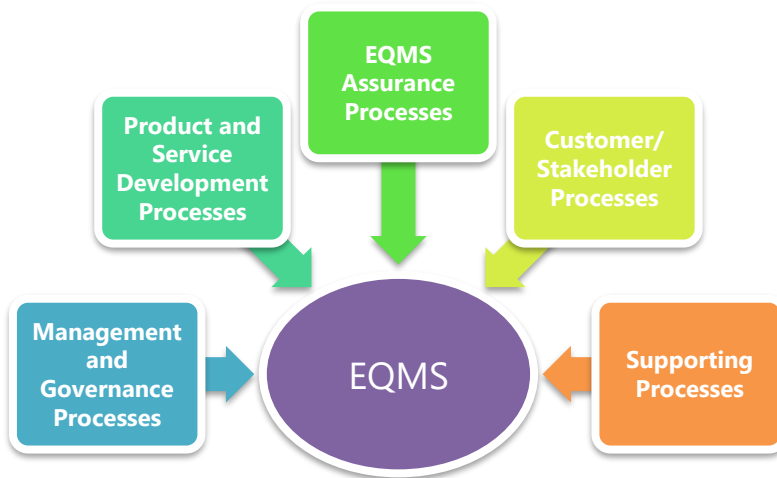 EQMS
Assurance
Processes
Product and
Service
Development
Processes
Customer/
Stakeholder
Processes
Management
and
Governance
Processes
EQMS
Supporting
Processes